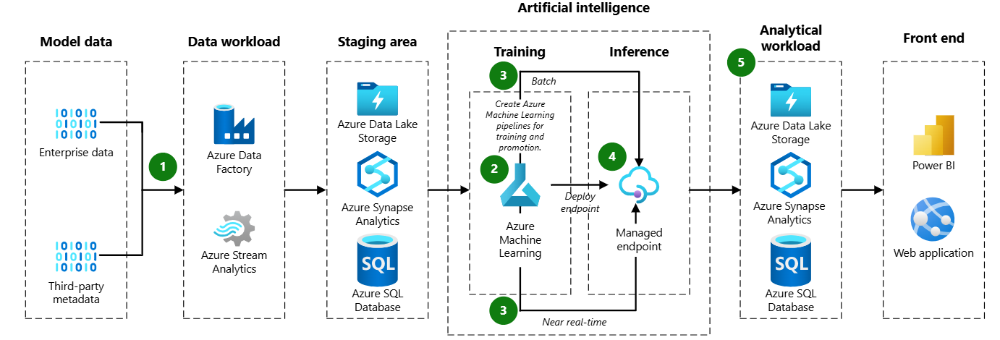 Artificial intelligence
Model data
Data workload
Staging area
Training
Inference
Analytical
workload
Front end
Enterprise data
Third-party
metadata
1
Azure Data
Factory
Azure Stream
Analytics
Azure Data Lake
Storage
Azure Synapse
Analytics
SQL
Azure SQL
Database
3
Batch
Create Azure
Machine Learning
pipelines for
training and
promotion.
2
Azure
Machine
Learning
Deploy
endpoint
3
Near real-time
4
Managed
endpoint
5
Azure Data Lake
Storage
Azure Synapse
Analytics
SQL
Azure SQL
Database
Power BI
Web application